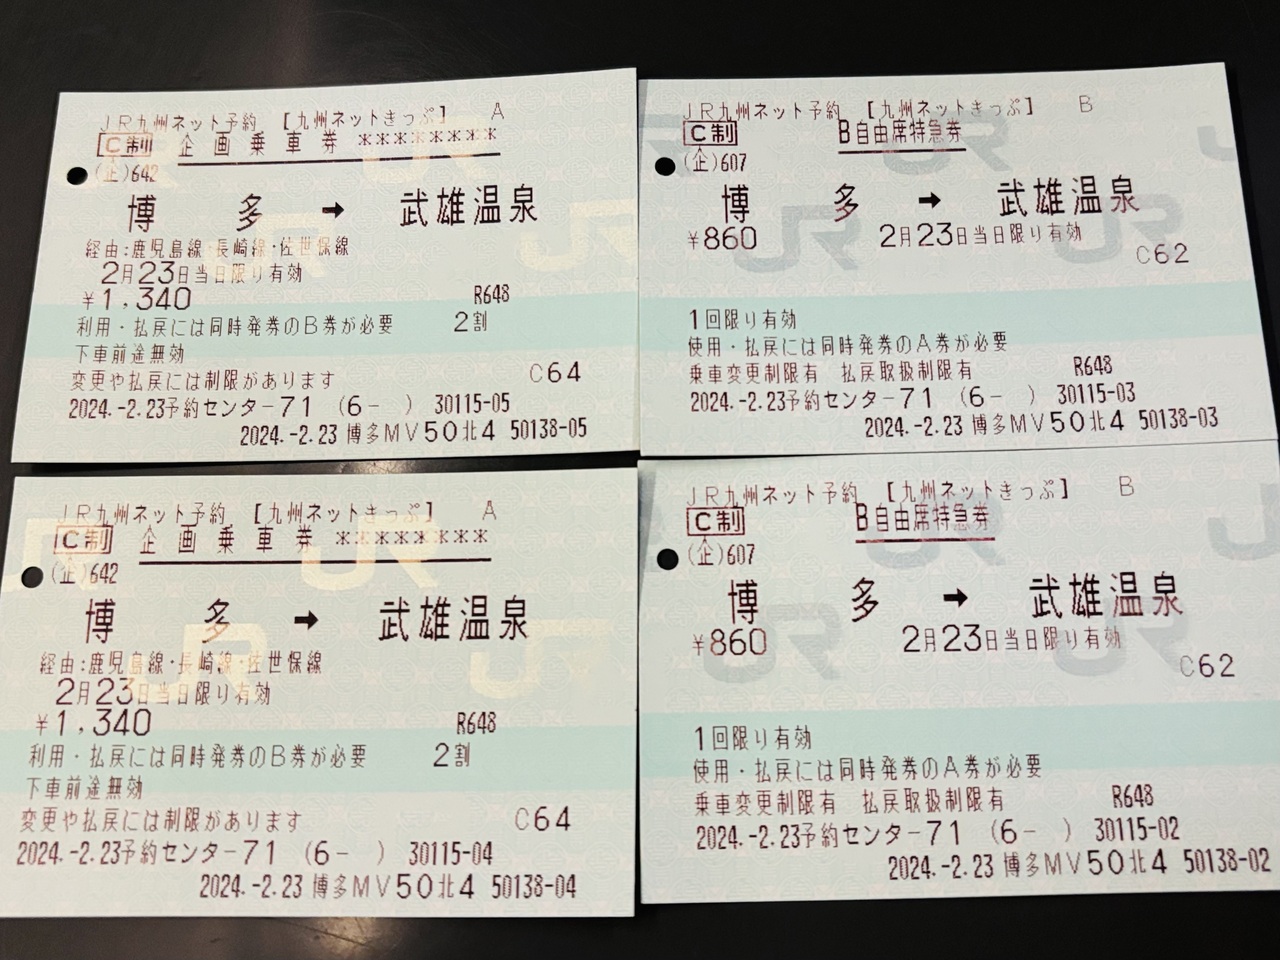 JR九州ネット予約 [九州ネットきっぷ] A
C制 企画乗車券 ********
(企)642
博多 → 武雄温泉
経由:鹿児島線・長崎線・佐世保線
2月23日当日限り有効
¥1,340 R648
利用・払戻には同時発券のB券が必要 2割
下車前途無効
変更や払戻には制限があります C64
2024.-2.23予約センター71 (6- ) 30115-05
2024.-2.23 博多MV50北4 50138-05
JR九州ネット予約 [九州ネットきっぷ] B
C制 B自由席特急券
(企)607
博多 → 武雄温泉
¥860 2月23日当日限り有効
C62
1回限り有効
使用・払戻には同時発券のA券が必要
乗車変更制限有 払戻取扱制限有 R648
2024.-2.23予約センター71 (6- ) 30115-03
2024.-2.23 博多MV50北4 50138-03
JR九州ネット予約 [九州ネットきっぷ] A
C制 企画乗車券 ********
(企)642
博多 → 武雄温泉
経由:鹿児島線・長崎線・佐世保線
2月23日当日限り有効
¥1,340 R648
利用・払戻には同時発券のB券が必要 2割
下車前途無効
変更や払戻には制限があります C64
2024.-2.23予約センター71 (6- ) 30115-04
2024.-2.23 博多MV50北4 50138-04
JR九州ネット予約 [九州ネットきっぷ] B
C制 B自由席特急券
(企)607
博多 → 武雄温泉
¥860 2月23日当日限り有効
C62
1回限り有効
使用・払戻には同時発券のA券が必要
乗車変更制限有 払戻取扱制限有 R648
2024.-2.23予約センター71 (6- ) 30115-02
2024.-2.23 博多MV50北4 50138-02